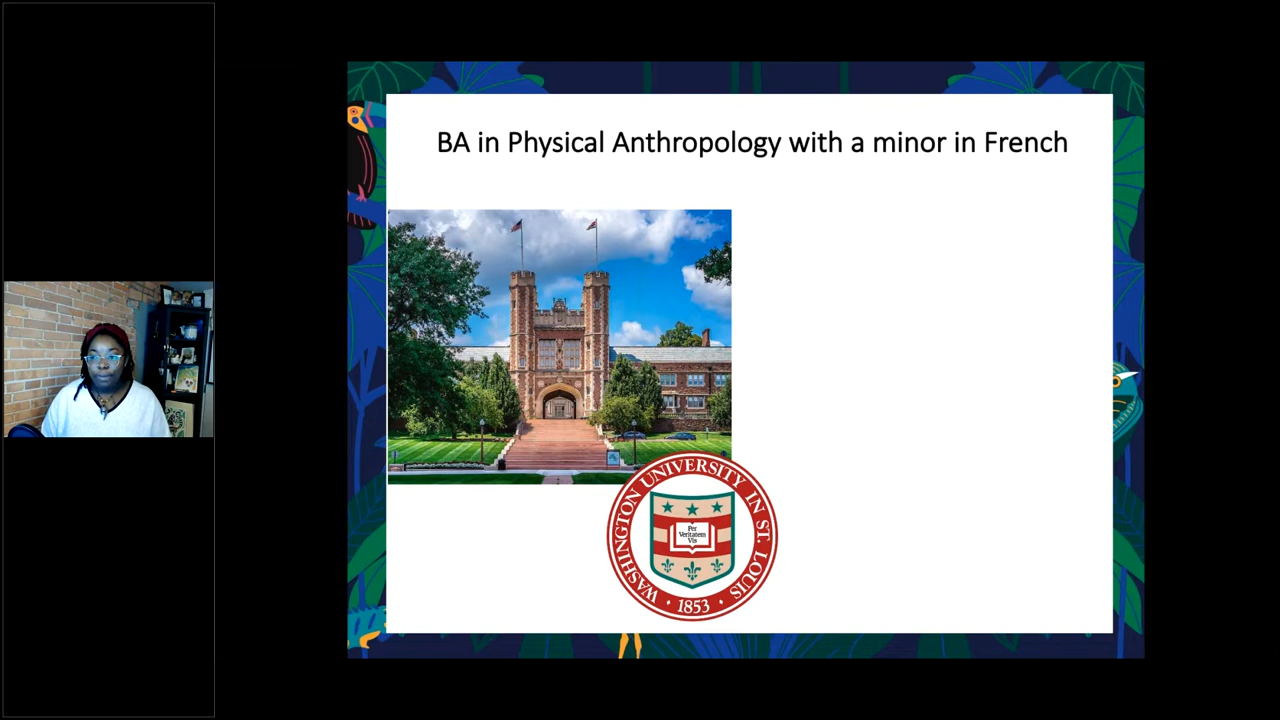 BA in Physical Anthropology with a minor in French
WASHINGTON UNIVERSITY IN ST. LOUIS
Per
Veritatem
Vis
• 1853 •